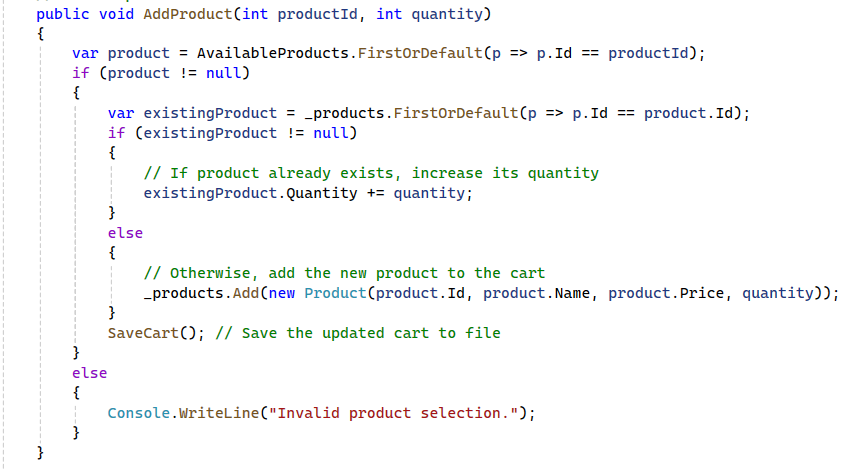 public void AddProduct(int productId, int quantity)
{
    var product = AvailableProducts.FirstOrDefault(p => p.Id == productId);
    if (product != null)
    {
        var existingProduct = _products.FirstOrDefault(p => p.Id == product.Id);
        if (existingProduct != null)
        {
            // If product already exists, increase its quantity
            existingProduct.Quantity += quantity;
        }
        else
        {
            // Otherwise, add the new product to the cart
            _products.Add(new Product(product.Id, product.Name, product.Price, quantity));
        }
        SaveCart(); // Save the updated cart to file
    }
    else
    {
        Console.WriteLine("Invalid product selection.");
    }
}